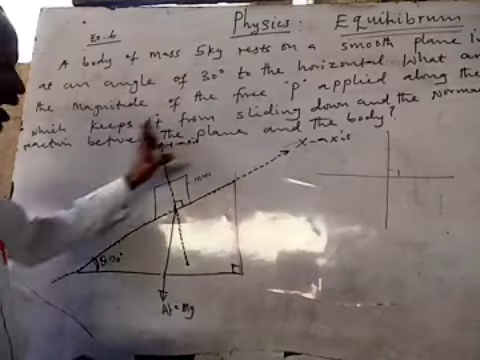 Physics: Equilibrum
Ex. 6
A body of mass 5kg rests on a smooth plane
at an angle of 30° to the horizontal. What are
the magnitude of the force 'P' applied along the
which keeps it from sliding down and the Normal
reaction between the plane and the body?
X-axis
mass
θ=30°